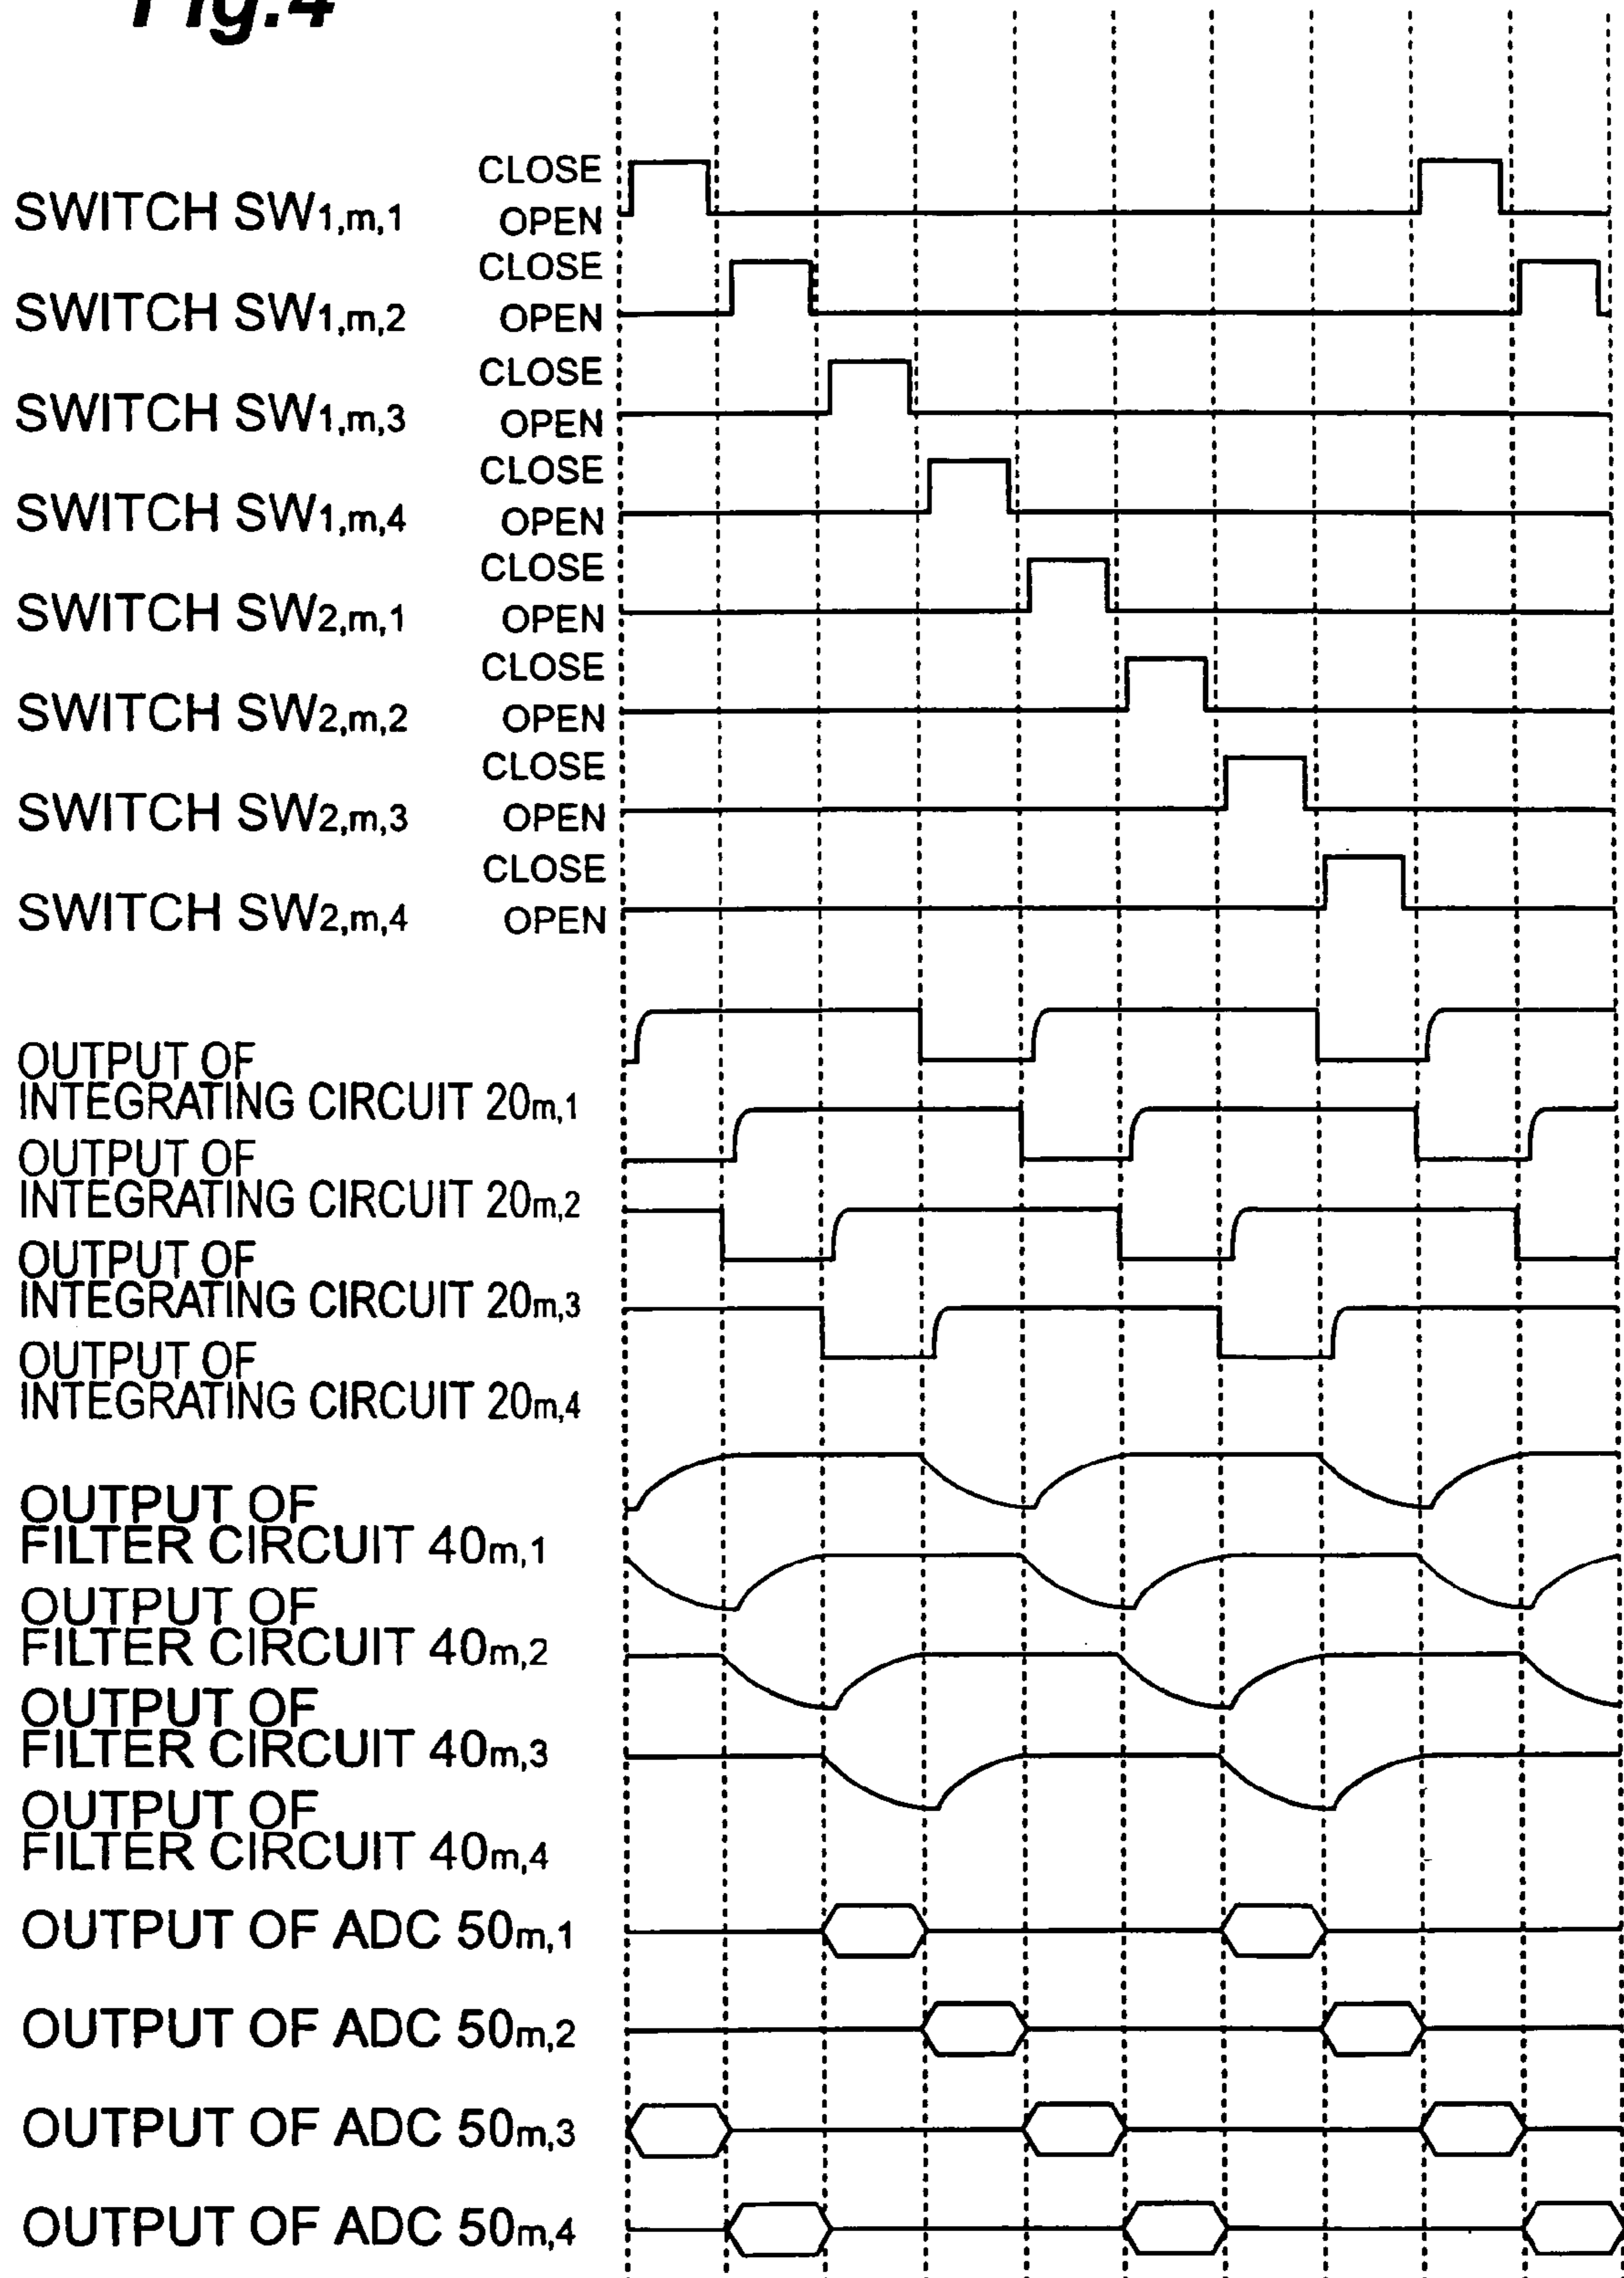 Fig.4
CLOSE
SWITCH SW1,m,1 OPEN
CLOSE
SWITCH SW1,m,2 OPEN
CLOSE
SWITCH SW1,m,3 OPEN
CLOSE
SWITCH SW1,m,4 OPEN
CLOSE
SWITCH SW2,m,1 OPEN
CLOSE
SWITCH SW2,m,2 OPEN
CLOSE
SWITCH SW2,m,3 OPEN
CLOSE
SWITCH SW2,m,4 OPEN
OUTPUT OF
INTEGRATING CIRCUIT 20m,1
OUTPUT OF
INTEGRATING CIRCUIT 20m,2
OUTPUT OF
INTEGRATING CIRCUIT 20m,3
OUTPUT OF
INTEGRATING CIRCUIT 20m,4
OUTPUT OF
FILTER CIRCUIT 40m,1
OUTPUT OF
FILTER CIRCUIT 40m,2
OUTPUT OF
FILTER CIRCUIT 40m,3
OUTPUT OF
FILTER CIRCUIT 40m,4
OUTPUT OF ADC 50m,1
OUTPUT OF ADC 50m,2
OUTPUT OF ADC 50m,3
OUTPUT OF ADC 50m,4